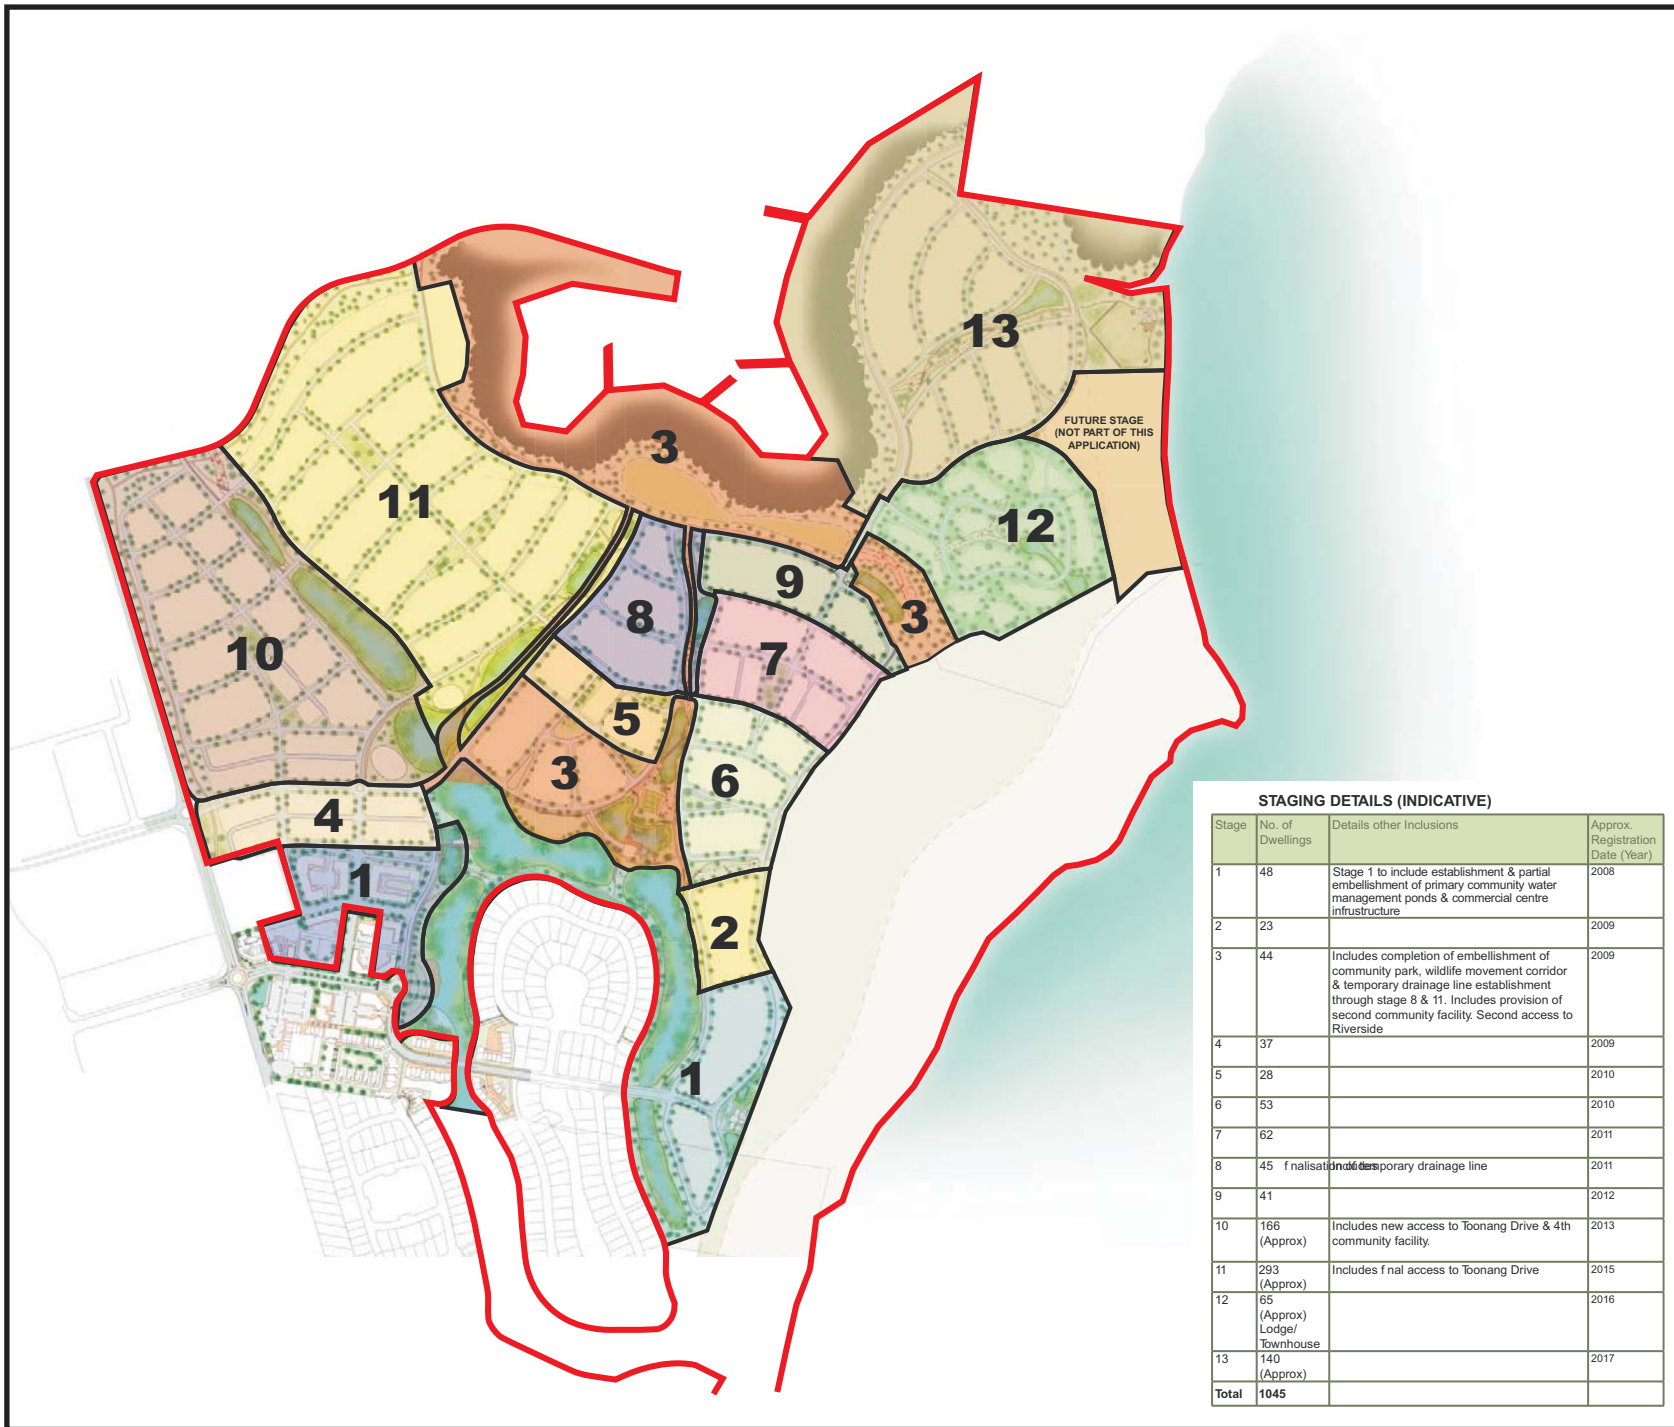 13
FUTURE STAGE
(NOT PART OF THIS
APPLICATION)
3
11
12
9
8
3
7
10
5
3
6
4
1
2
1
STAGING DETAILS (INDICATIVE)
Stage No. of Dwellings Details other Inclusions Approx. Registration Date (Year)
1 48 Stage 1 to include establishment & partial 2008
embellishment of primary community water
management ponds & commercial centre
infrustructure
2 23 2009
3 44 Includes completion of embellishment of 2009
community park, wildlife movement corridor
& temporary drainage line establishment
through stage 8 & 11. Includes provision of
second community facility. Second access to
Riverside
4 37 2009
5 28 2010
6 53 2010
7 62 2011
8 45 f nalisation of temporary drainage line Includes 2011
9 41 2012
10 166 Includes new access to Toonang Drive & 4th 2013
(Approx) community facility.
11 293 Includes f nal access to Toonang Drive 2015
(Approx)
12 65 2016
(Approx)
Lodge/
Townhouse
13 140 2017
(Approx)
Total 1045